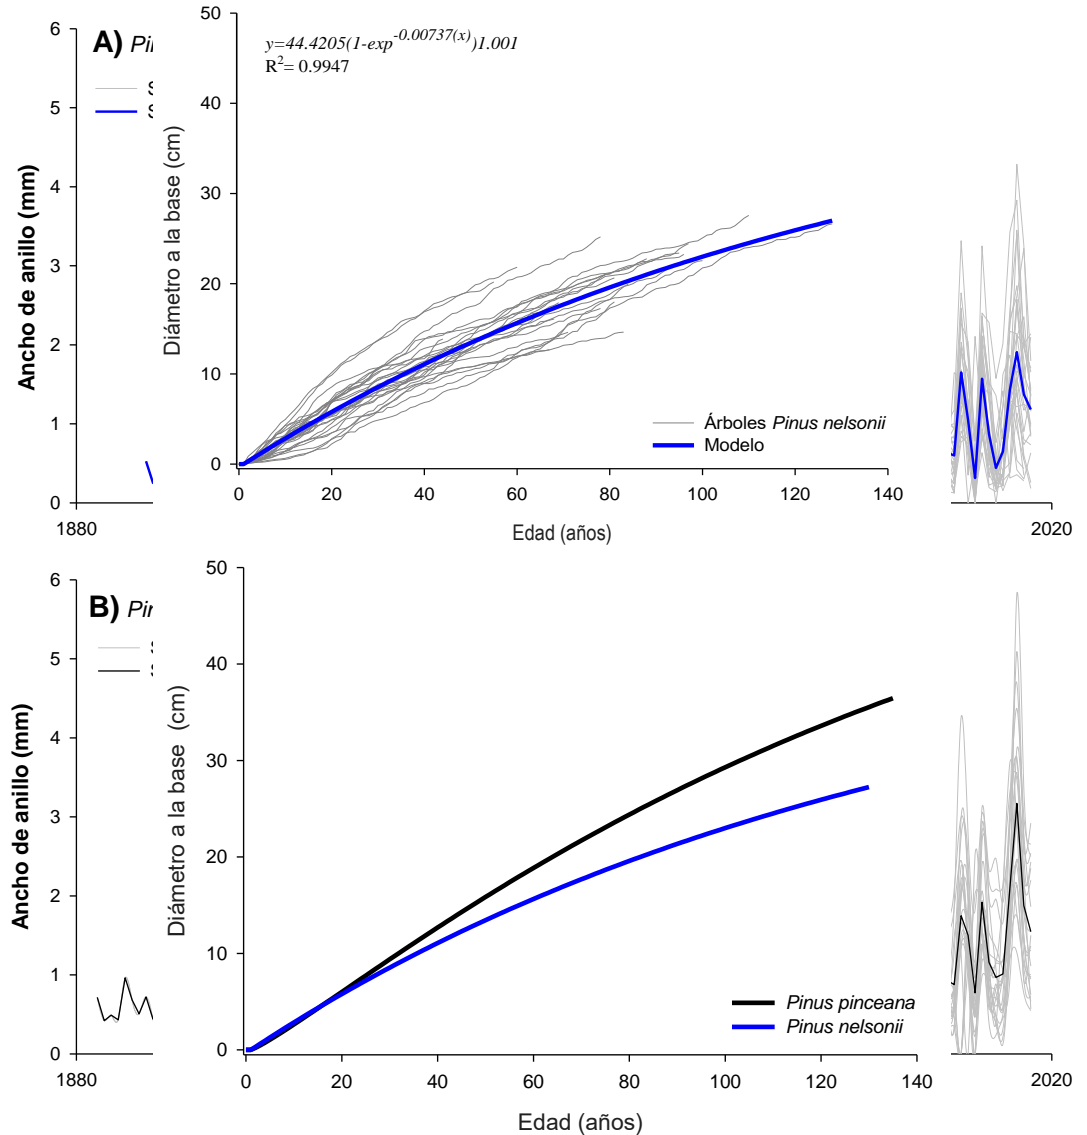 A) Pi
Ancho de anillo (mm)
6
5
4
3
2
1
0
1880
2020
y=44.4205(1-exp^-0.00737(x))1.001
R²= 0.9947
Diámetro a la base (cm)
50
40
30
20
10
0
0 20 40 60 80 100 120 140
Edad (años)
Árboles Pinus nelsonii
Modelo
B) Pi
Ancho de anillo (mm)
6
5
4
3
2
1
0
1880
2020
Diámetro a la base (cm)
50
40
30
20
10
0
0 20 40 60 80 100 120 140
Edad (años)
Pinus pinceana
Pinus nelsonii